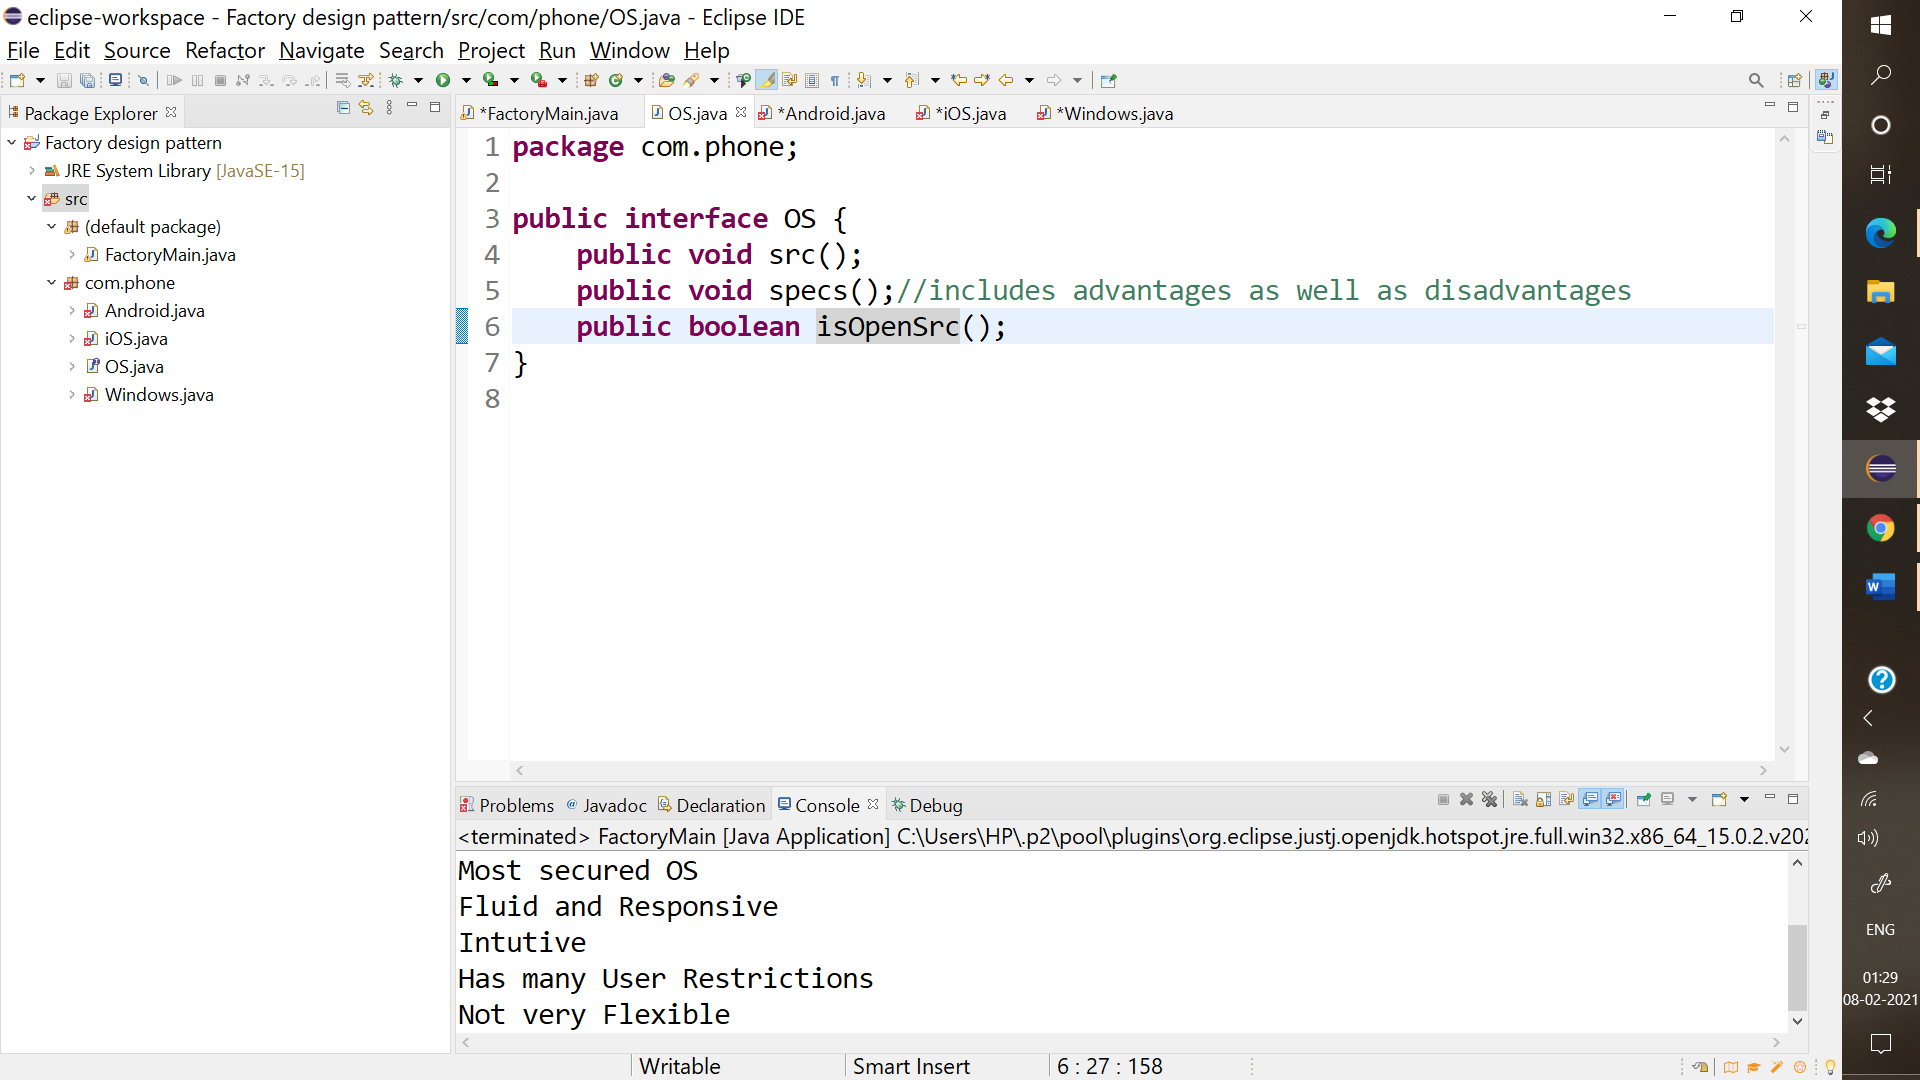 eclipse-workspace - Factory design pattern/src/com/phone/OS.java - Eclipse IDE
File Edit Source Refactor Navigate Search Project Run Window Help
Package Explorer
Factory design pattern
JRE System Library [JavaSE-15]
src
(default package)
FactoryMain.java
com.phone
Android.java
iOS.java
OS.java
Windows.java
*FactoryMain.java OS.java *Android.java *iOS.java *Windows.java
1 package com.phone;
2
3 public interface OS {
4 public void src();
5 public void specs();//includes advantages as well as disadvantages
6 public boolean isOpenSrc();
7 }
8
Problems @ Javadoc Declaration Console Debug
<terminated> FactoryMain [Java Application] C:\Users\HP\.p2\pool\plugins\org.eclipse.justj.openjdk.hotspot.jre.full.win32.x86_64_15.0.2.v202
Most secured OS
Fluid and Responsive
Intutive
Has many User Restrictions
Not very Flexible
Writable Smart Insert 6 : 27 : 158
W
ENG
01:29
08-02-2021